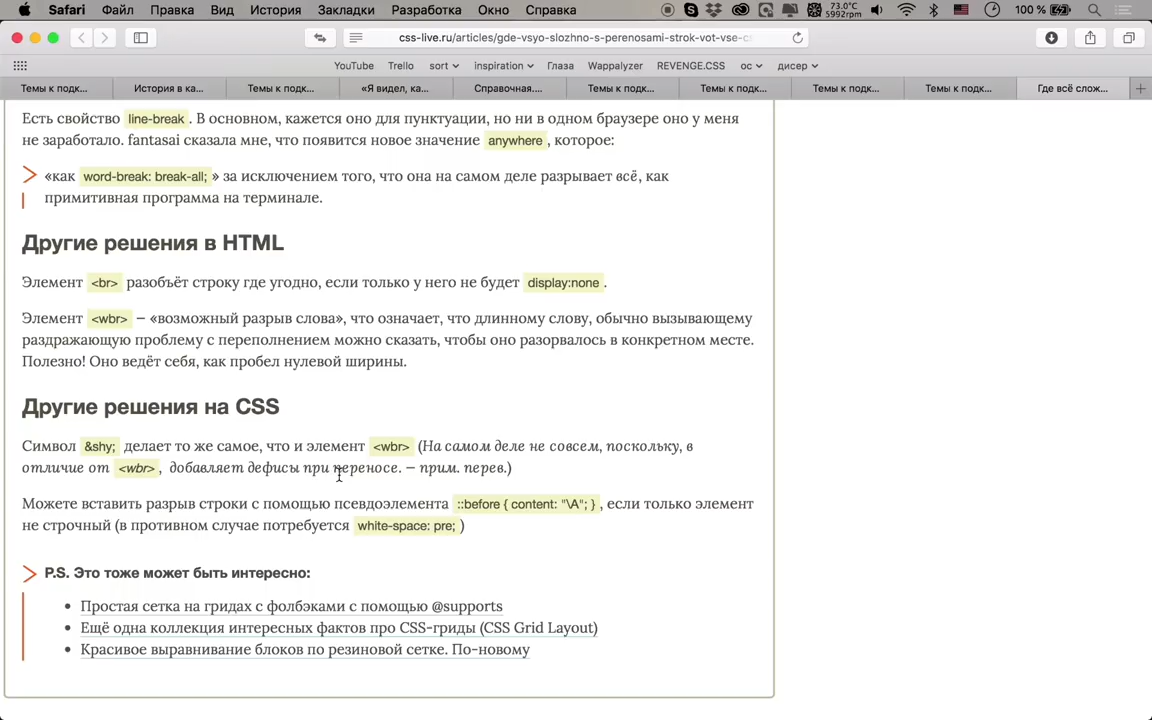 Safari Файл Правка Вид История Закладки Разработка Окно Справка 73.0°C 5992rpm 100 %
css-live.ru/articles/gde-vsyo-slozhno-s-perenosami-strok-vot-vse-c
YouTube Trello sort inspiration Глаза Wappalyzer REVENGE.CSS ос дисер
Темы к подк... История в ка... Темы к подк... «Я видел, ка... Справочная.... Темы к подк... Темы к подк... Темы к подк... Темы к подк... Где всё слож...
Есть свойство line-break . В основном, кажется оно для пунктуации, но ни в одном браузере оно у меня
не заработало. fantasai сказала мне, что появится новое значение anywhere , которое:
«как word-break: break-all; » за исключением того, что она на самом деле разрывает всё, как
примитивная программа на терминале.
Другие решения в HTML
Элемент <br> разобъёт строку где угодно, если только у него не будет display:none .
Элемент <wbr> — «возможный разрыв слова», что означает, что длинному слову, обычно вызывающему
раздражающую проблему с переполнением можно сказать, чтобы оно разорвалось в конкретном месте.
Полезно! Оно ведёт себя, как пробел нулевой ширины.
Другие решения на CSS
Символ &shy; делает то же самое, что и элемент <wbr> (На самом деле не совсем, поскольку, в
отличие от <wbr> , добавляет дефисы при переносе. — прим. перев.)
Можете вставить разрыв строки с помощью псевдоэлемента ::before { content: "\A"; } , если только элемент
не строчный (в противном случае потребуется white-space: pre; )
P.S. Это тоже может быть интересно:
Простая сетка на гридах с фолбэками с помощью @supports
Ещё одна коллекция интересных фактов про CSS-гриды (CSS Grid Layout)
Красивое выравнивание блоков по резиновой сетке. По-новому